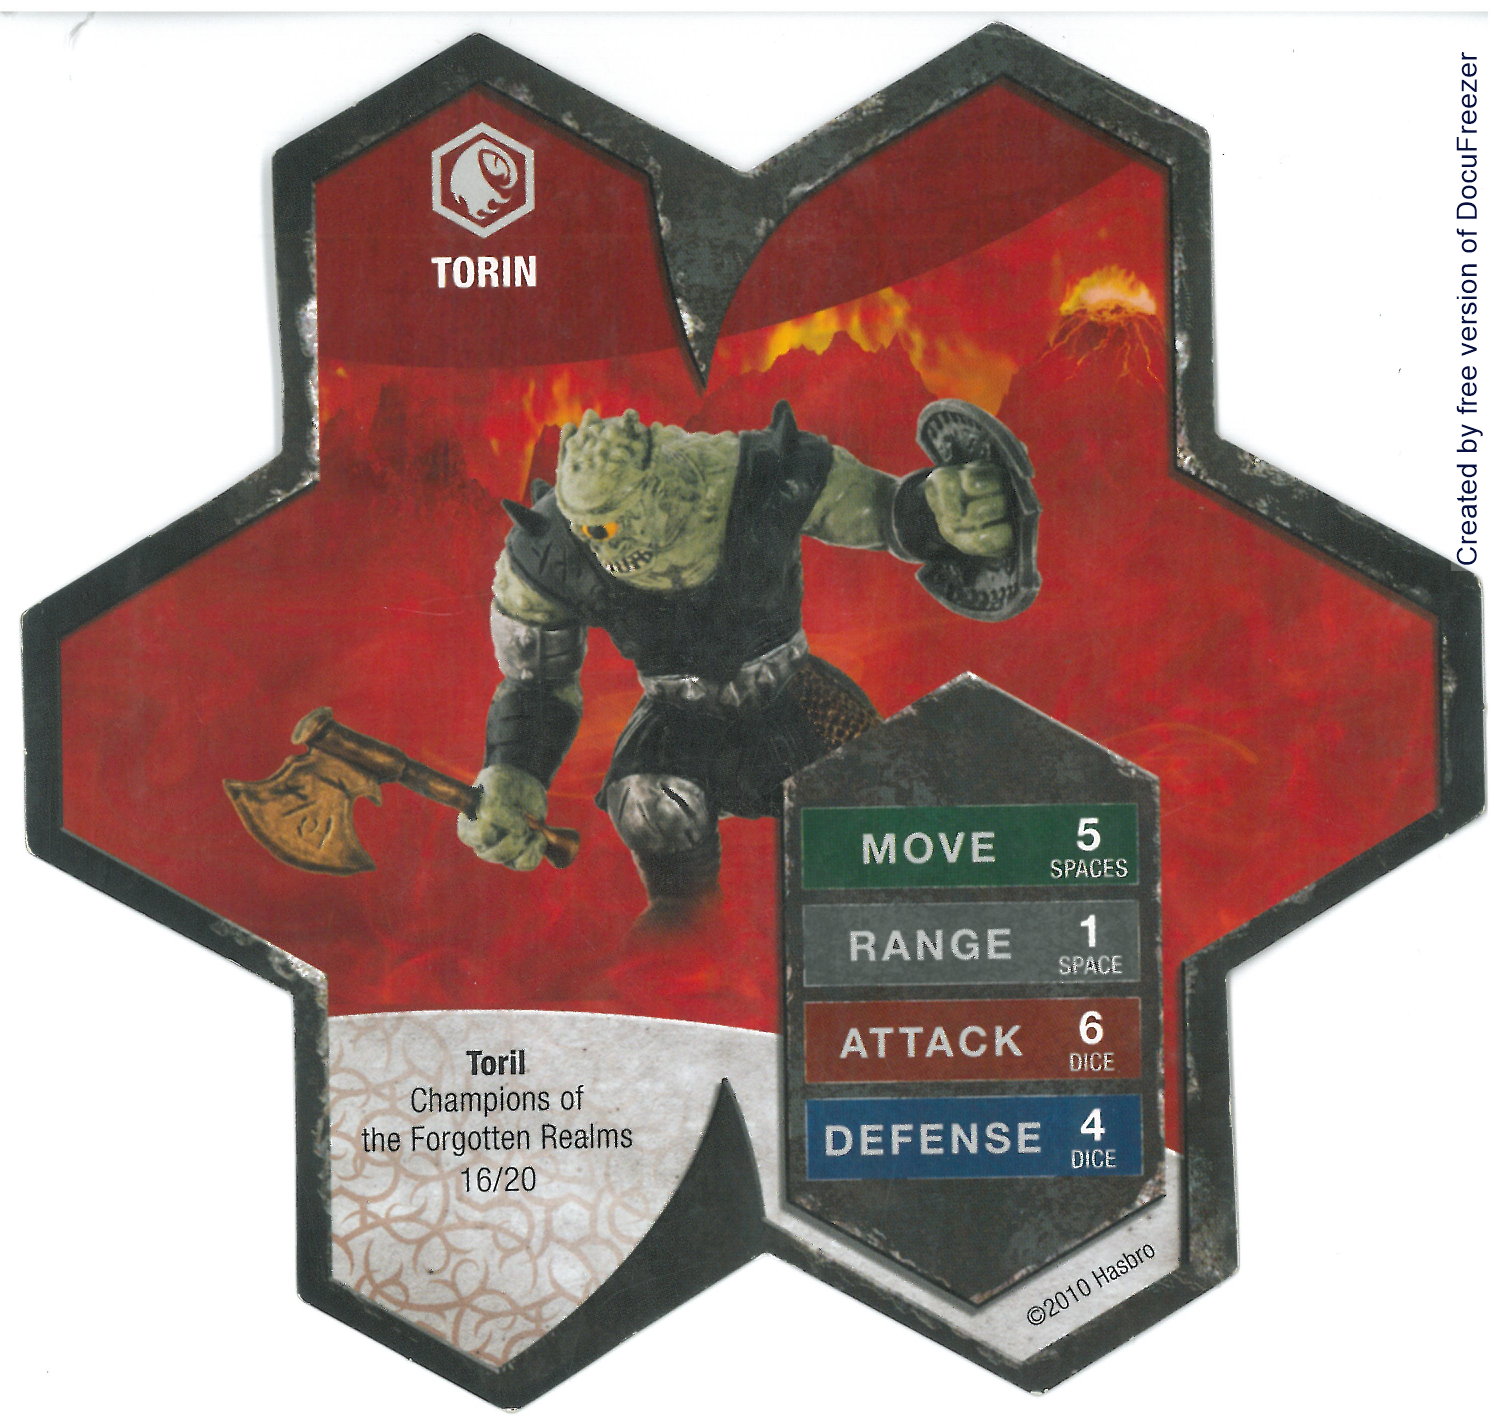 TORIN
MOVE 5
SPACES
RANGE 1
SPACE
ATTACK 6
DICE
DEFENSE 4
DICE
Toril
Champions of
the Forgotten Realms
16/20
©2010 Hasbro
Created by free version of DocuFreezer